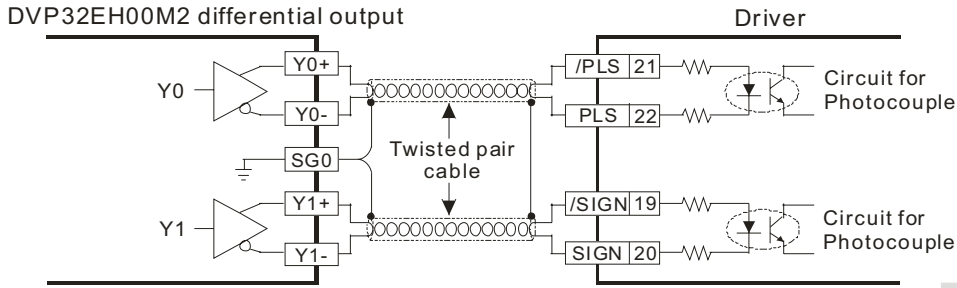 DVP32EH00M2 differential output
Driver
Y0
Y0+
Y0-
SG0
Y1
Y1+
Y1-
Twisted pair
cable
/PLS 21
PLS 22
Circuit for
Photocouple
/SIGN 19
SIGN 20
Circuit for
Photocouple